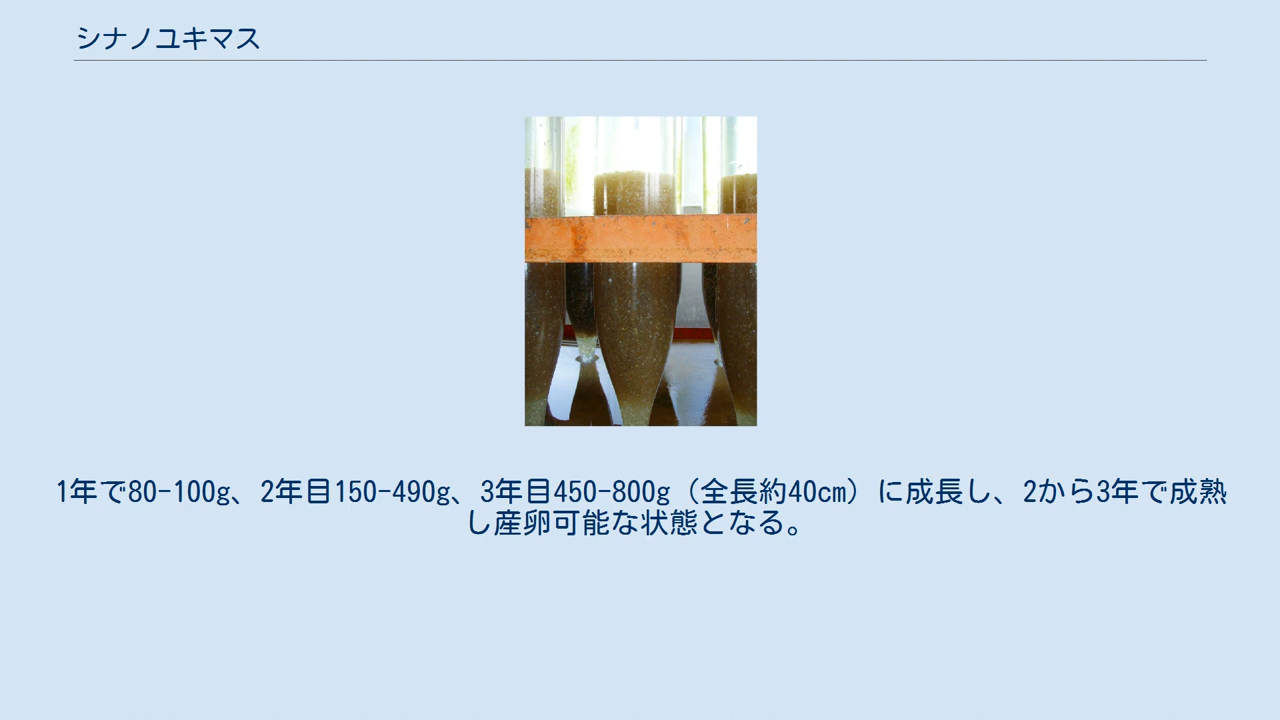 シナノユキマス
1年で80-100g、2年目150-490g、3年目450-800g（全長約40cm）に成長し、2から3年で成熟
し産卵可能な状態となる。